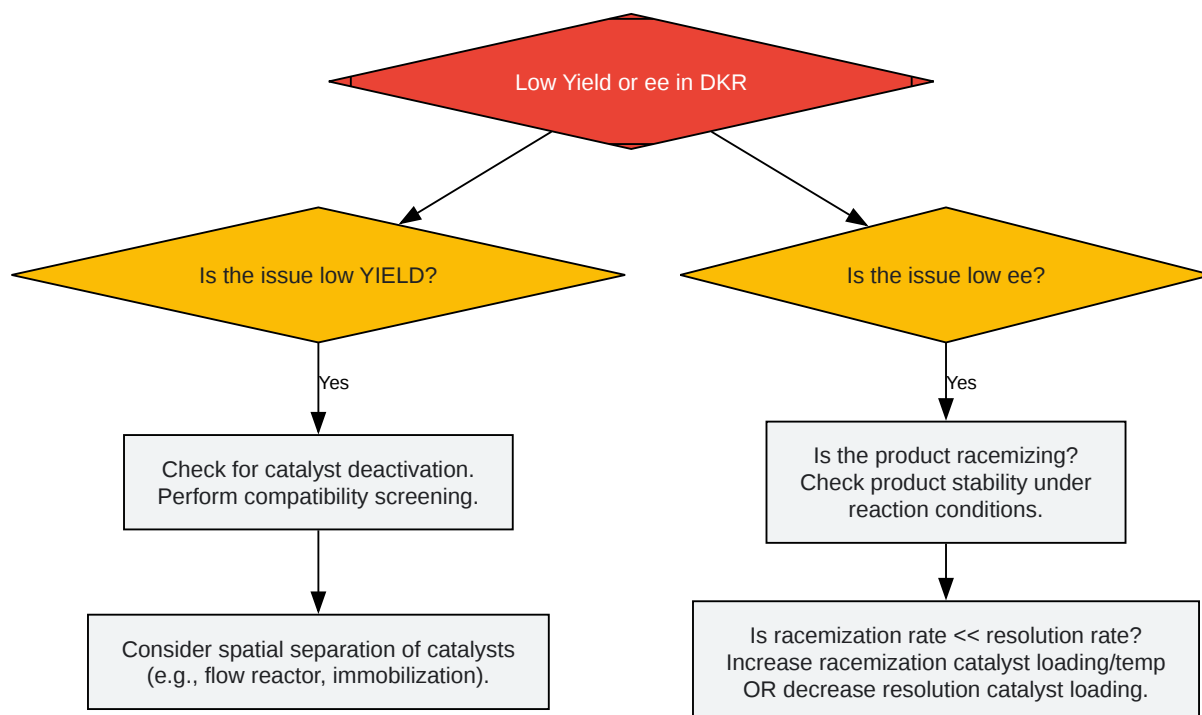 Low Yield or ee in DKR
Is the issue low YIELD?
Is the issue low ee?
Yes
Yes
Check for catalyst deactivation.
Perform compatibility screening.
Is the product racemizing?
Check product stability under
reaction conditions.
Consider spatial separation of catalysts
(e.g., flow reactor, immobilization).
Is racemization rate << resolution rate?
Increase racemization catalyst loading/temp
OR decrease resolution catalyst loading.